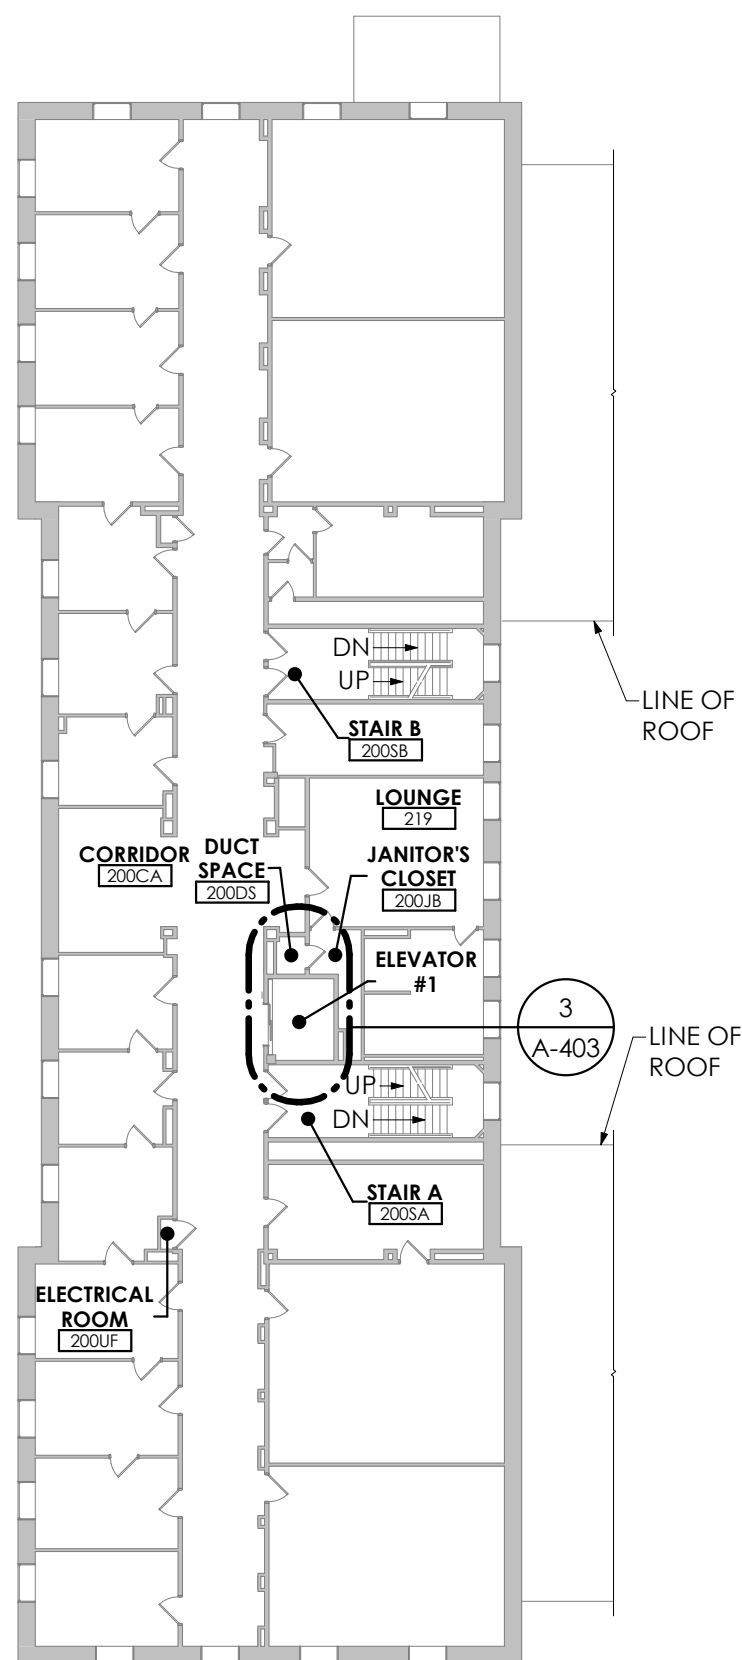 DN
UP
LINE OF
ROOF
STAIR B
200SB
LOUNGE
219
CORRIDOR
200CA
DUCT
SPACE
200DS
JANITOR'S
CLOSET
200JB
ELEVATOR
#1
3
A-403
LINE OF
ROOF
UP
DN
STAIR A
200SA
ELECTRICAL
ROOM
200UF